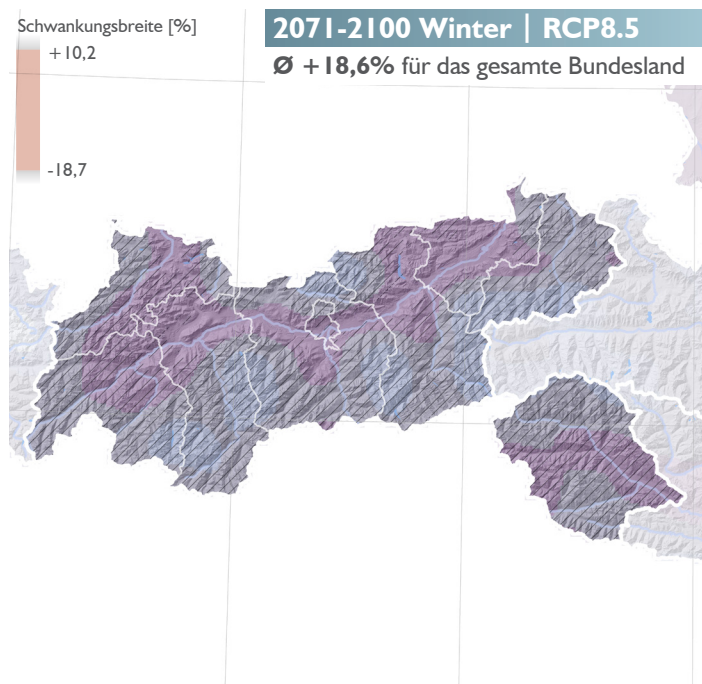 Schwankungsbreite [%]
+10,2
-18,7
2071-2100 Winter | RCP8.5
Ø +18,6% für das gesamte Bundesland